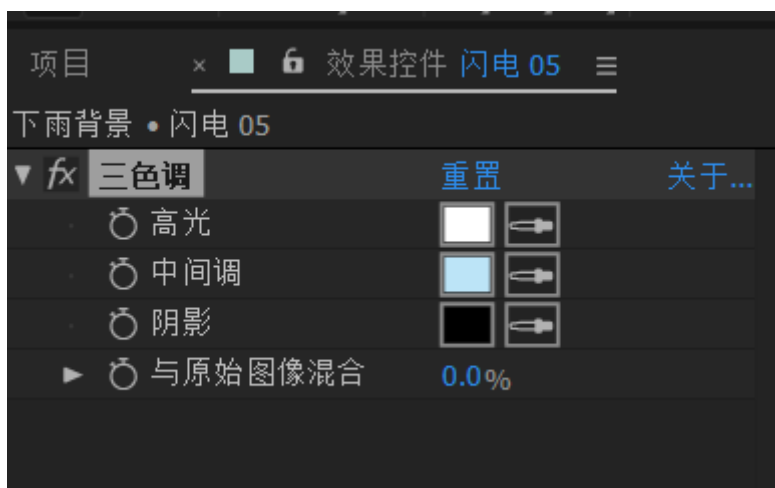 项目 × 效果控件 闪电 05 ≡
下雨背景 • 闪电 05
fx 三色调 重置 关于...
高光
中间调
阴影
与原始图像混合 0.0%